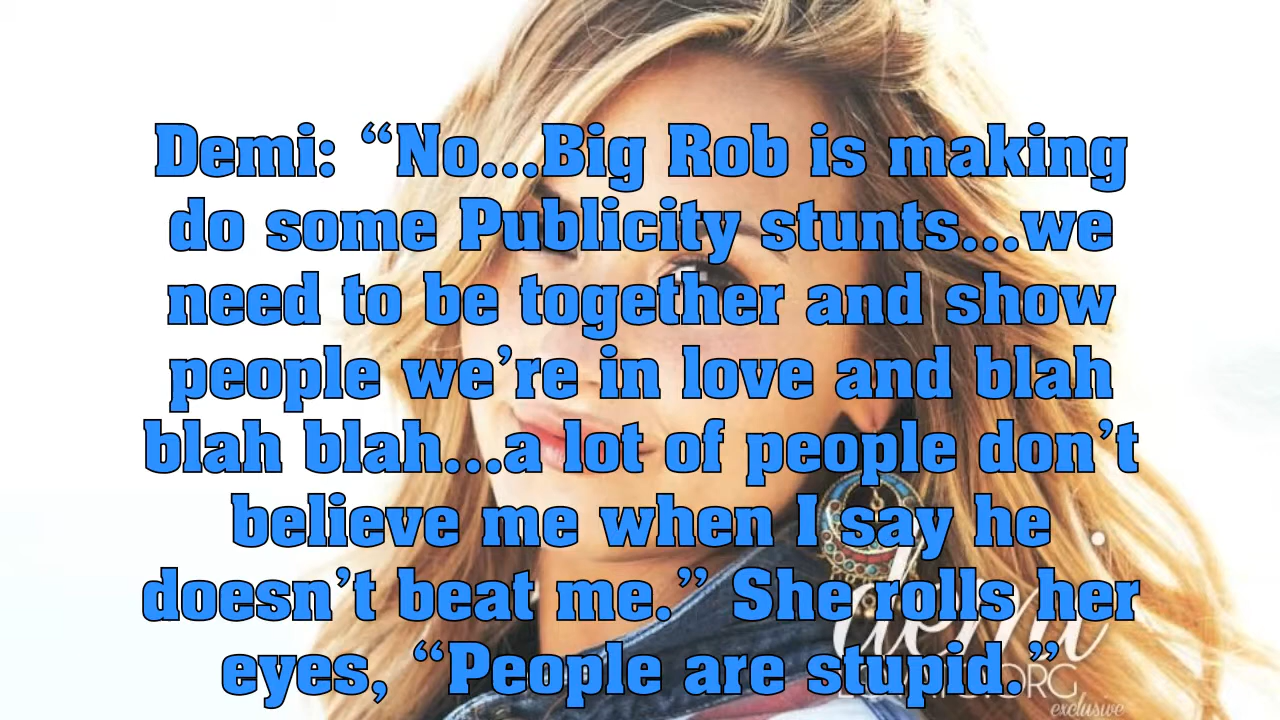 Demi: “No...Big Rob is making
do some Publicity stunts...we
need to be together and show
people we’re in love and blah
blah blah...a lot of people don’t
believe me when I say he
doesn’t beat me.” She rolls her
eyes, “People are stupid.”
demi
exclusive